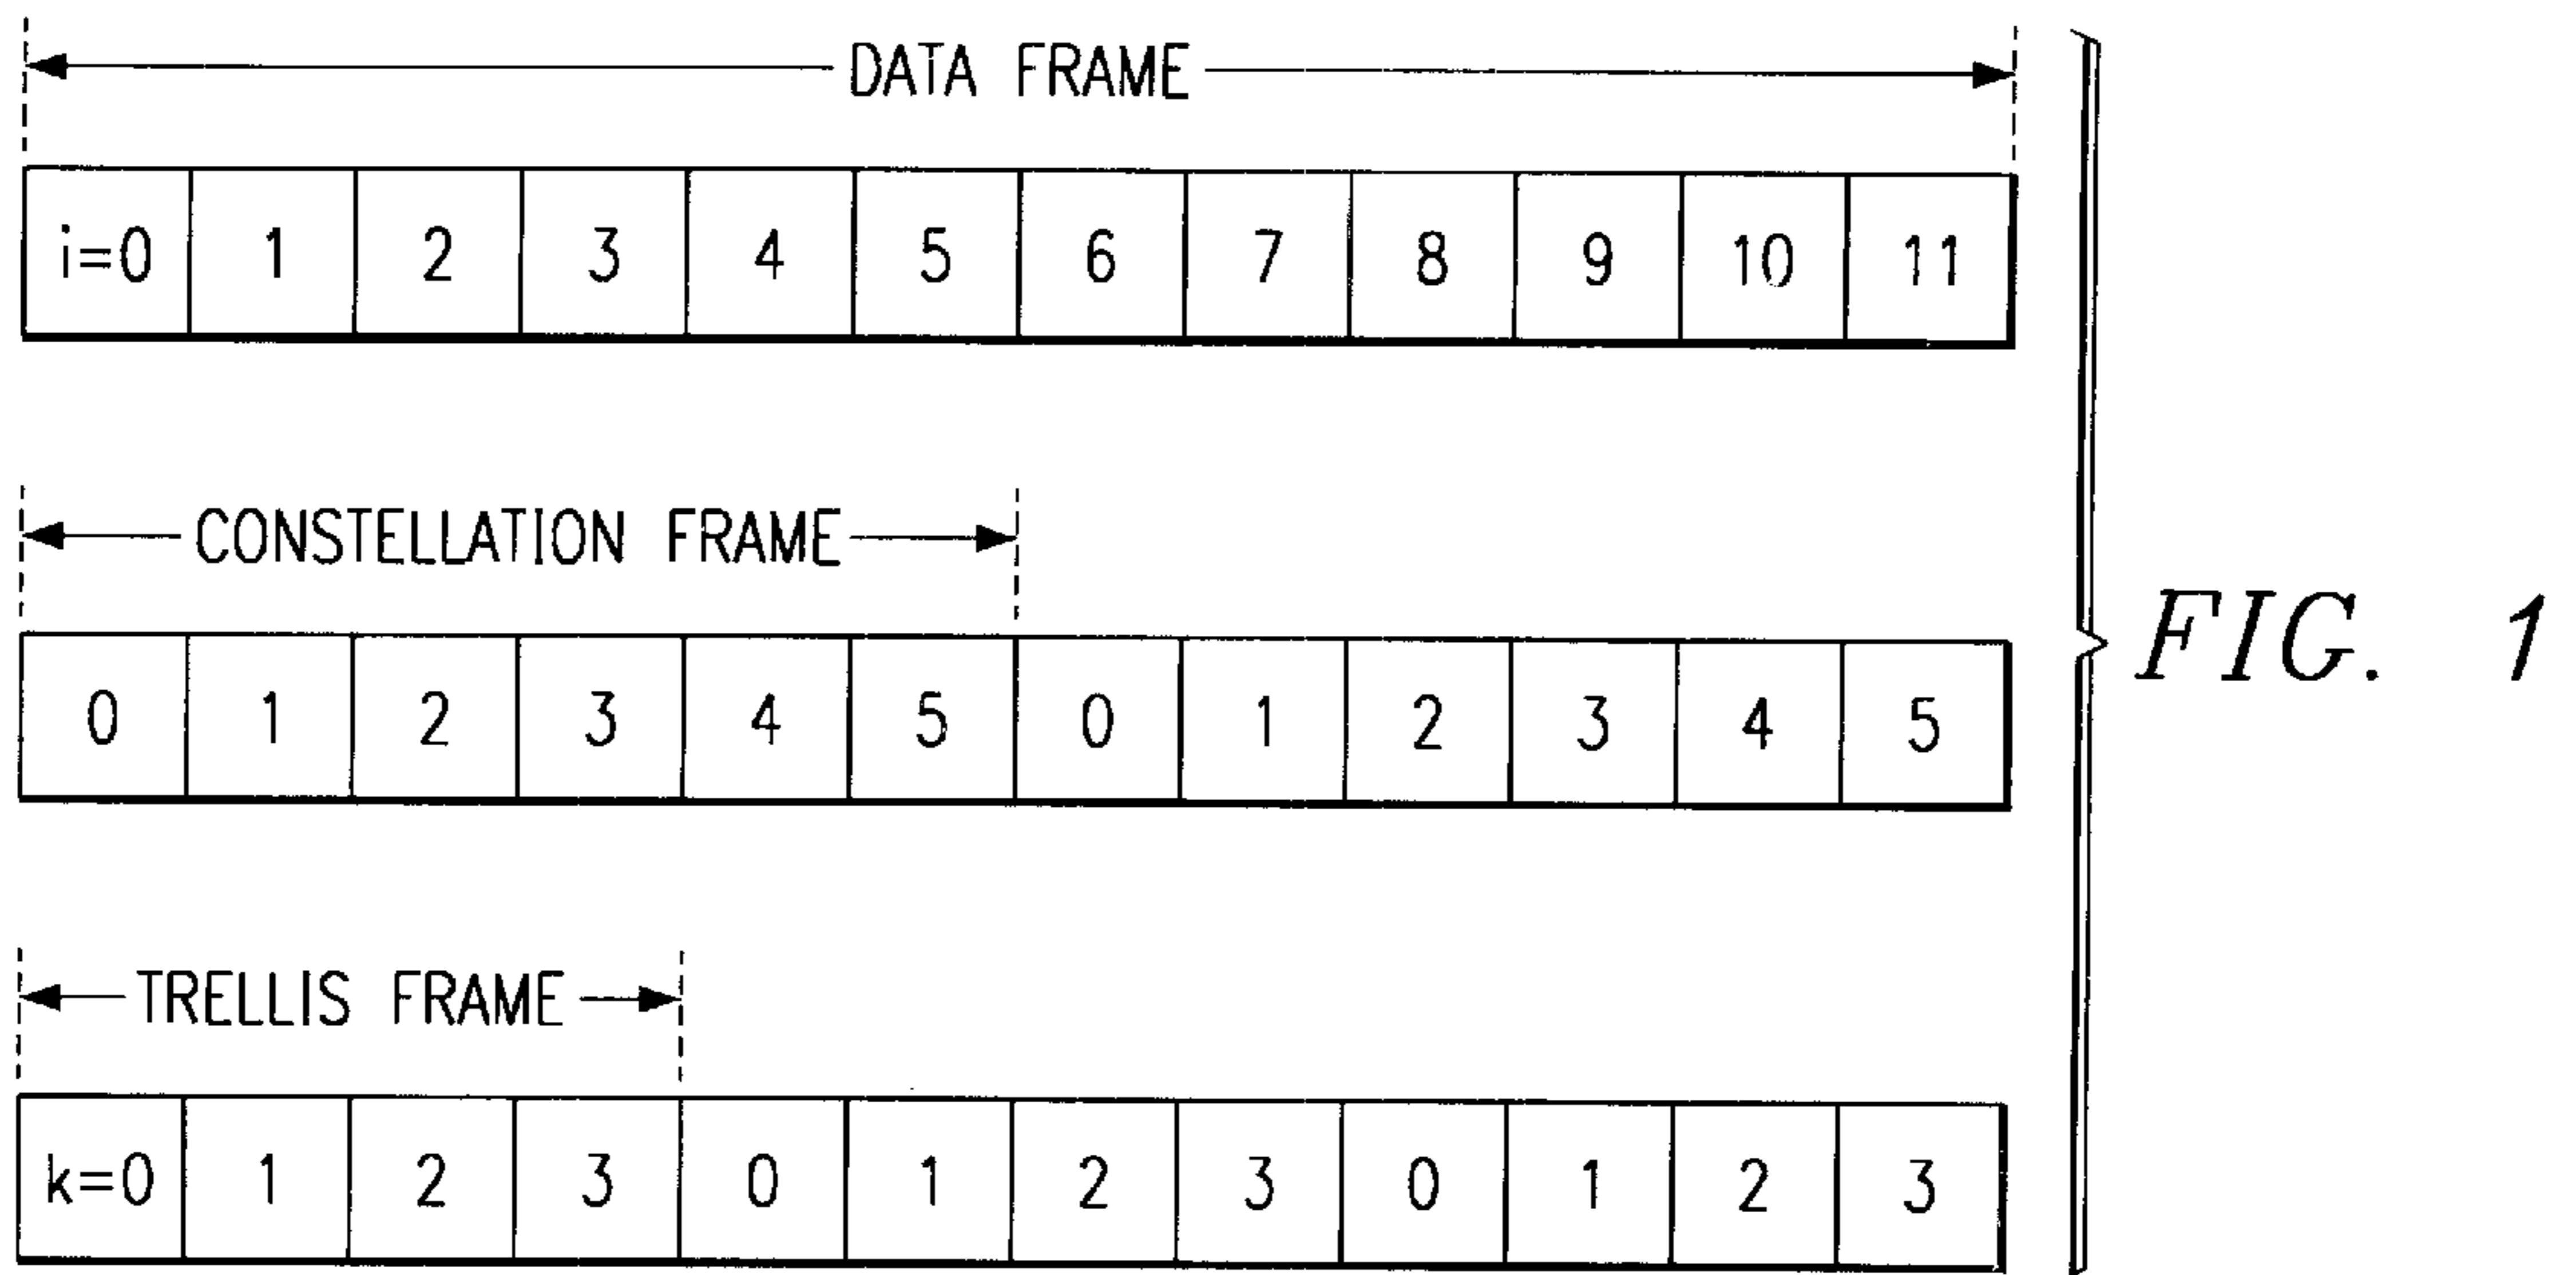 DATA FRAME
i=0 1 2 3 4 5 6 7 8 9 10 11
CONSTELLATION FRAME
0 1 2 3 4 5 0 1 2 3 4 5
FIG. 1
TRELLIS FRAME
k=0 1 2 3 0 1 2 3 0 1 2 3